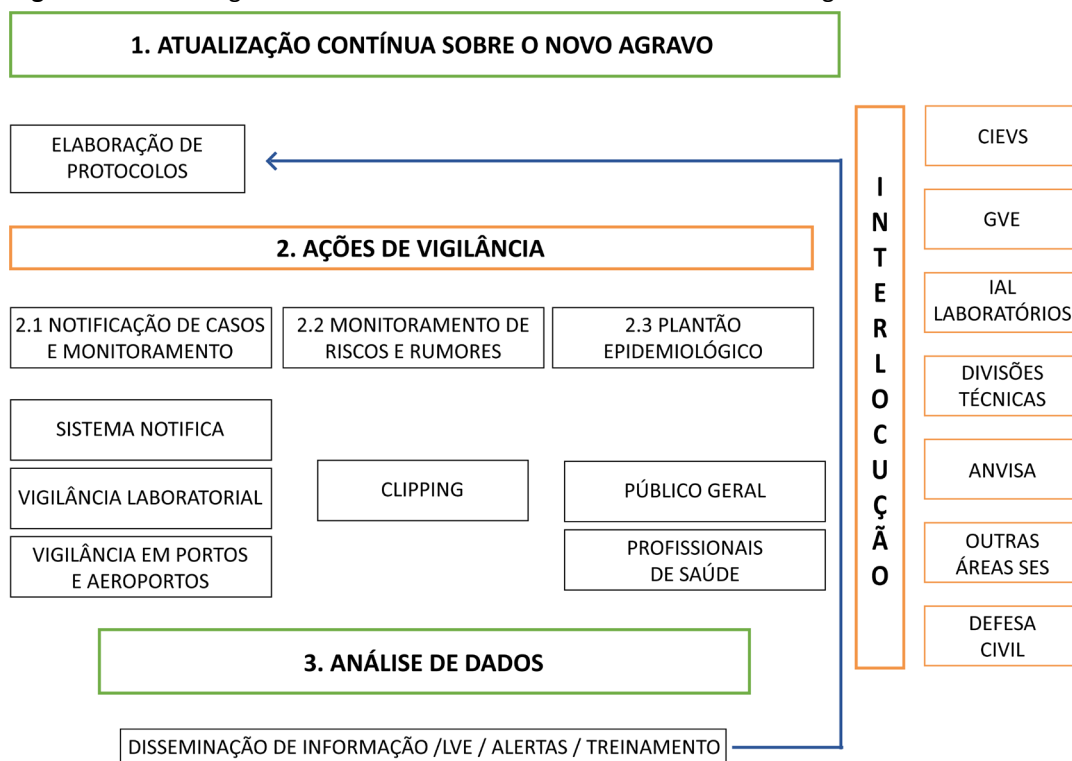 1. ATUALIZAÇÃO CONTÍNUA SOBRE O NOVO AGRAVO
ELABORAÇÃO DE
PROTOCOLOS
2. AÇÕES DE VIGILÂNCIA
2.1 NOTIFICAÇÃO DE CASOS
E MONITORAMENTO
2.2 MONITORAMENTO DE
RISCOS E RUMORES
2.3 PLANTÃO
EPIDEMIOLÓGICO
SISTEMA NOTIFICA
VIGILÂNCIA LABORATORIAL
VIGILÂNCIA EM PORTOS
E AEROPORTOS
CLIPPING
PÚBLICO GERAL
PROFISSIONAIS
DE SAÚDE
3. ANÁLISE DE DADOS
DISSEMINAÇÃO DE INFORMAÇÃO /LVE / ALERTAS / TREINAMENTO
INTERLOCUÇÃO
CIEVS
GVE
IAL
LABORATÓRIOS
DIVISÕES
TÉCNICAS
ANVISA
OUTRAS
ÁREAS SES
DEFESA
CIVIL